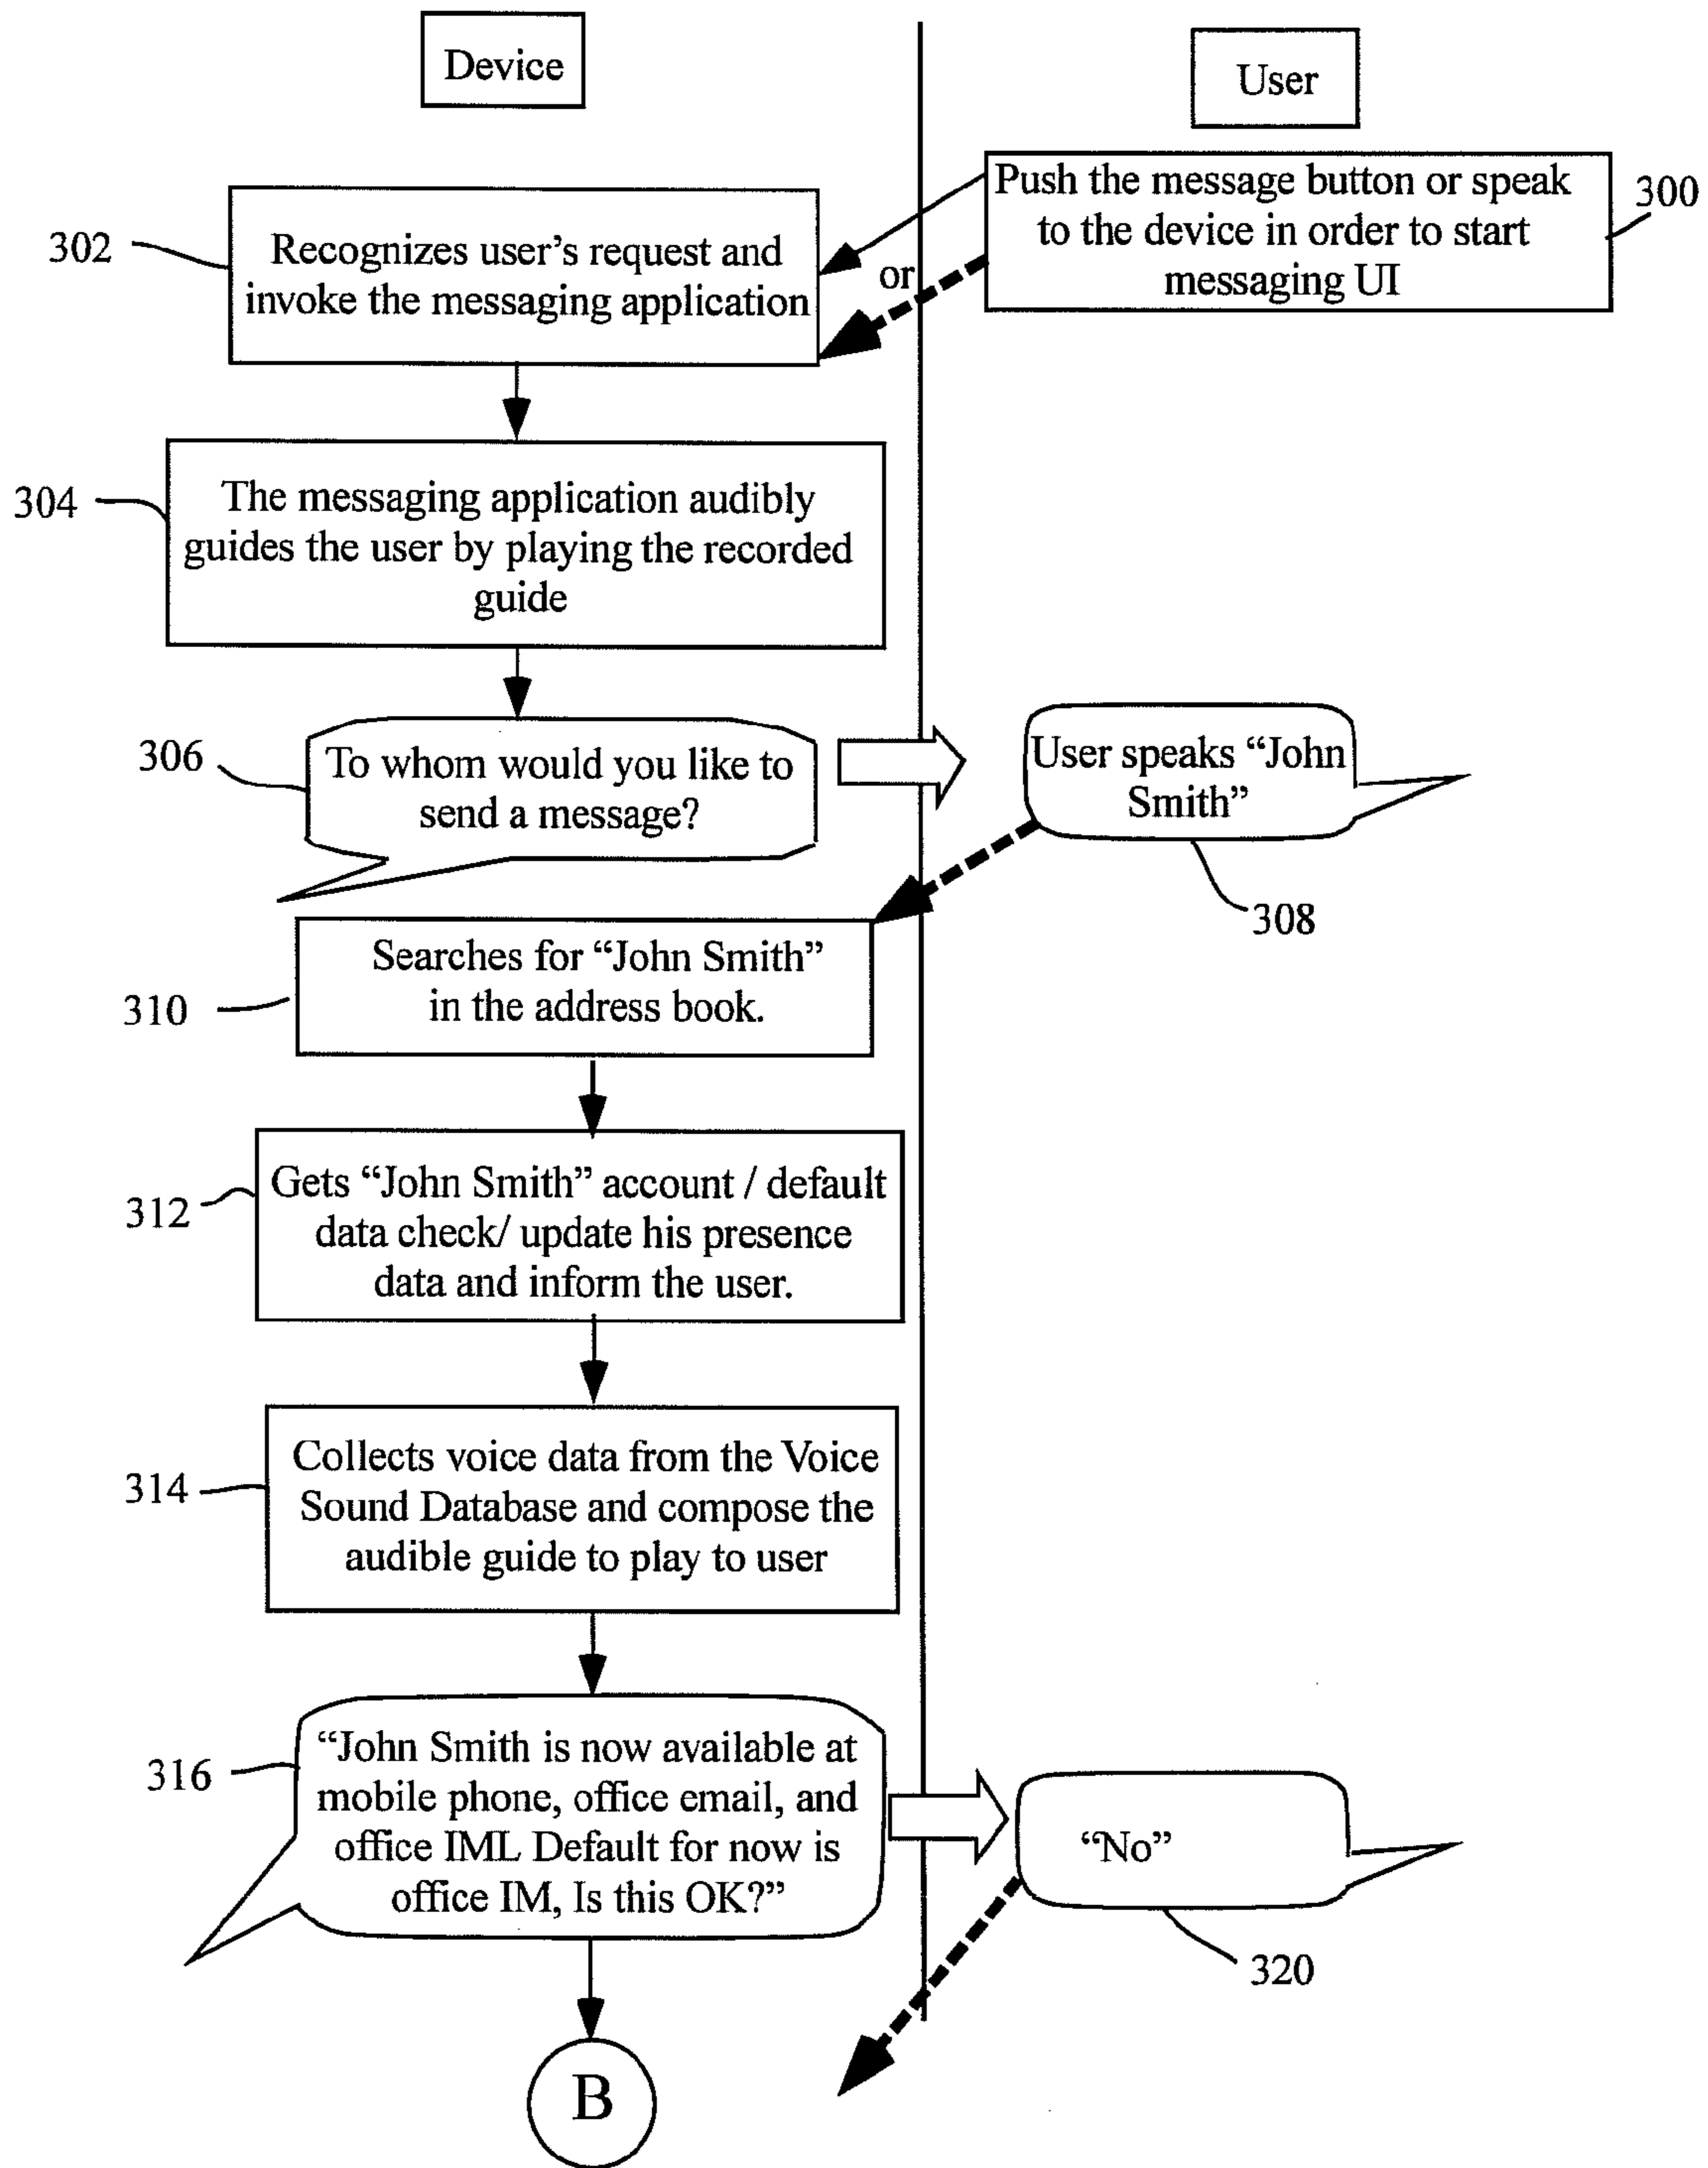 Device
User
Push the message button or speak
to the device in order to start
messaging UI
300
302
Recognizes user's request and
invoke the messaging application
or
304
The messaging application audibly
guides the user by playing the recorded
guide
306
To whom would you like to
send a message?
User speaks “John
Smith”
308
310
Searches for “John Smith”
in the address book.
312
Gets “John Smith” account / default
data check/ update his presence
data and inform the user.
314
Collects voice data from the Voice
Sound Database and compose the
audible guide to play to user
316
“John Smith is now available at
mobile phone, office email, and
office IML Default for now is
office IM, Is this OK?”
“No”
320
B